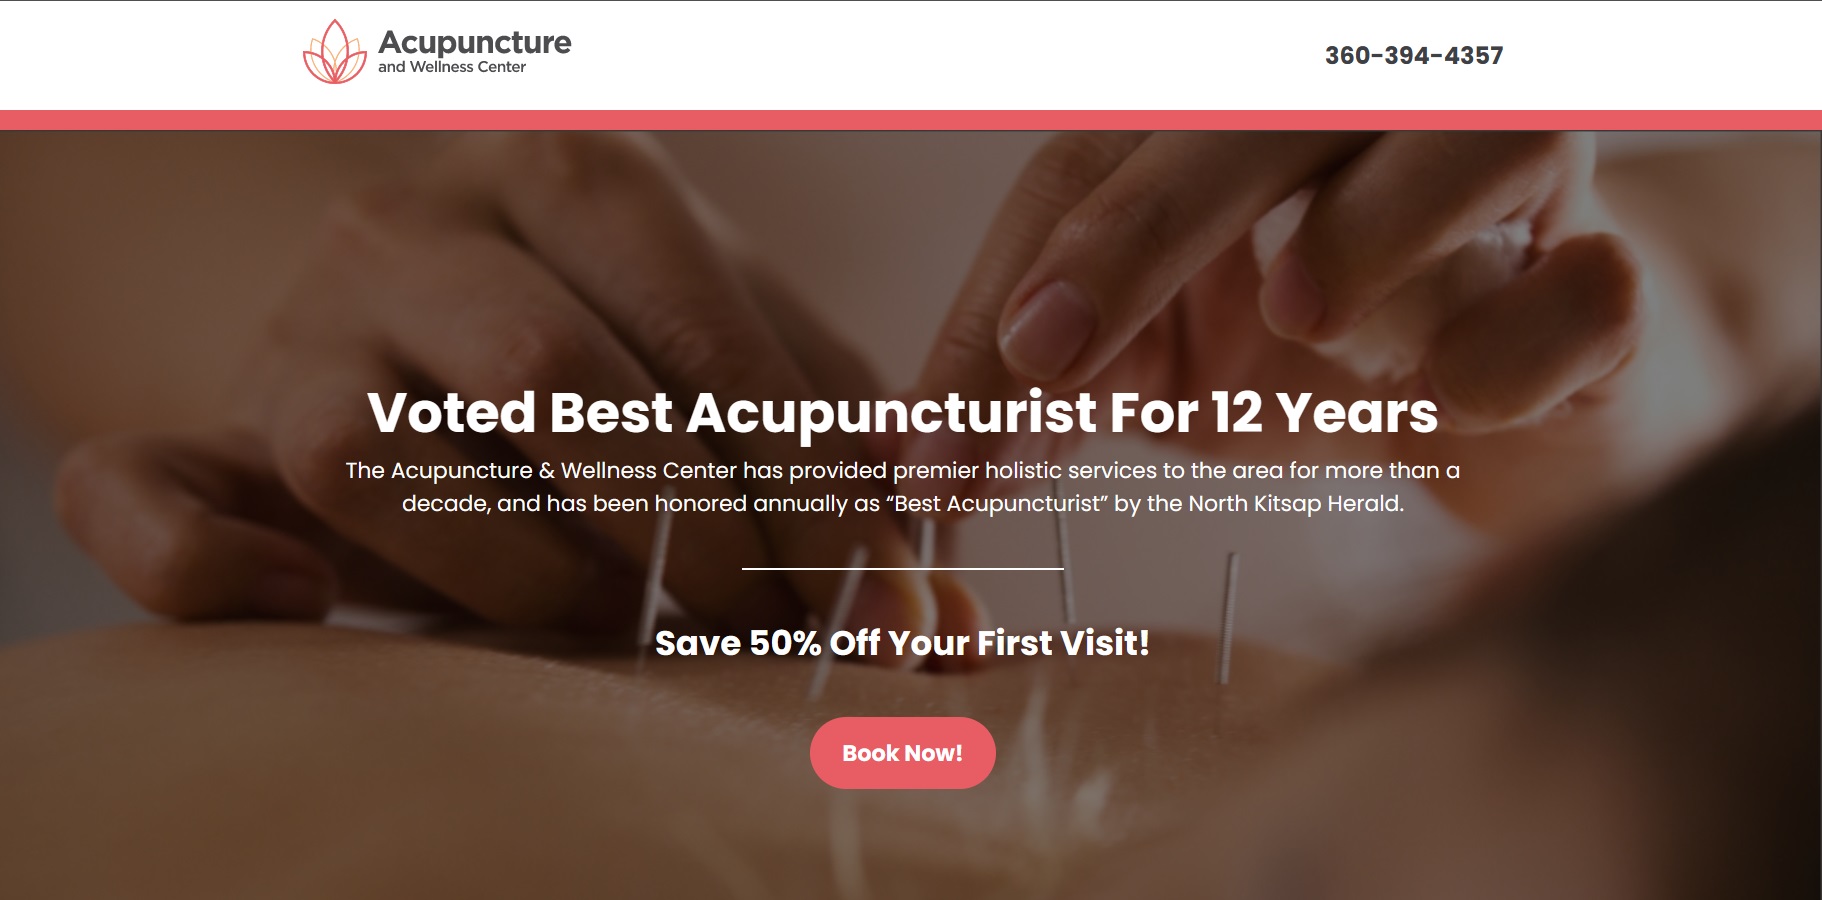 Acupuncture
and Wellness Center
360-394-4357
Voted Best Acupuncturist For 12 Years
The Acupuncture & Wellness Center has provided premier holistic services to the area for more than a
decade, and has been honored annually as “Best Acupuncturist” by the North Kitsap Herald.
Save 50% Off Your First Visit!
Book Now!